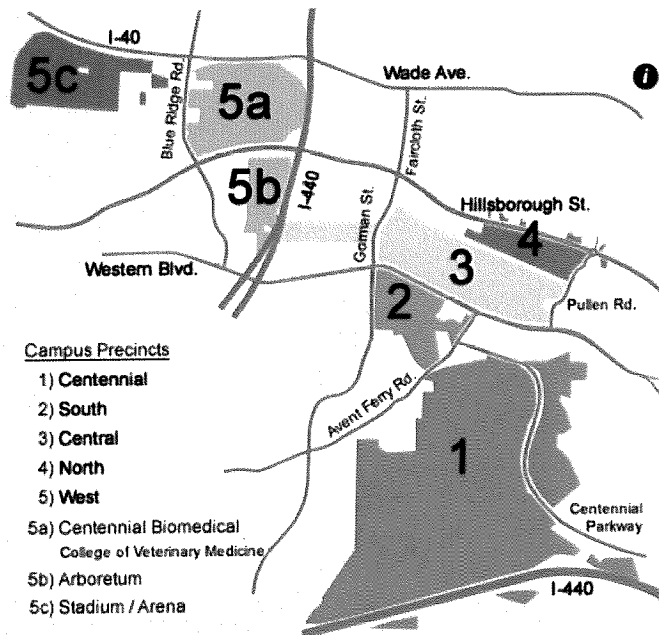 I-40
5c
Blue Ridge Rd.
5a
Wade Ave.
i
Faircloth St.
5b
I-440
Gorman St.
Hillsborough St.
4
Western Blvd.
3
2
Pullen Rd.
Campus Precincts
1) Centennial
2) South
3) Central
4) North
5) West
5a) Centennial Biomedical
College of Veterinary Medicine
5b) Arboretum
5c) Stadium / Arena
Avent Ferry Rd.
1
Centennial
Parkway
I-440